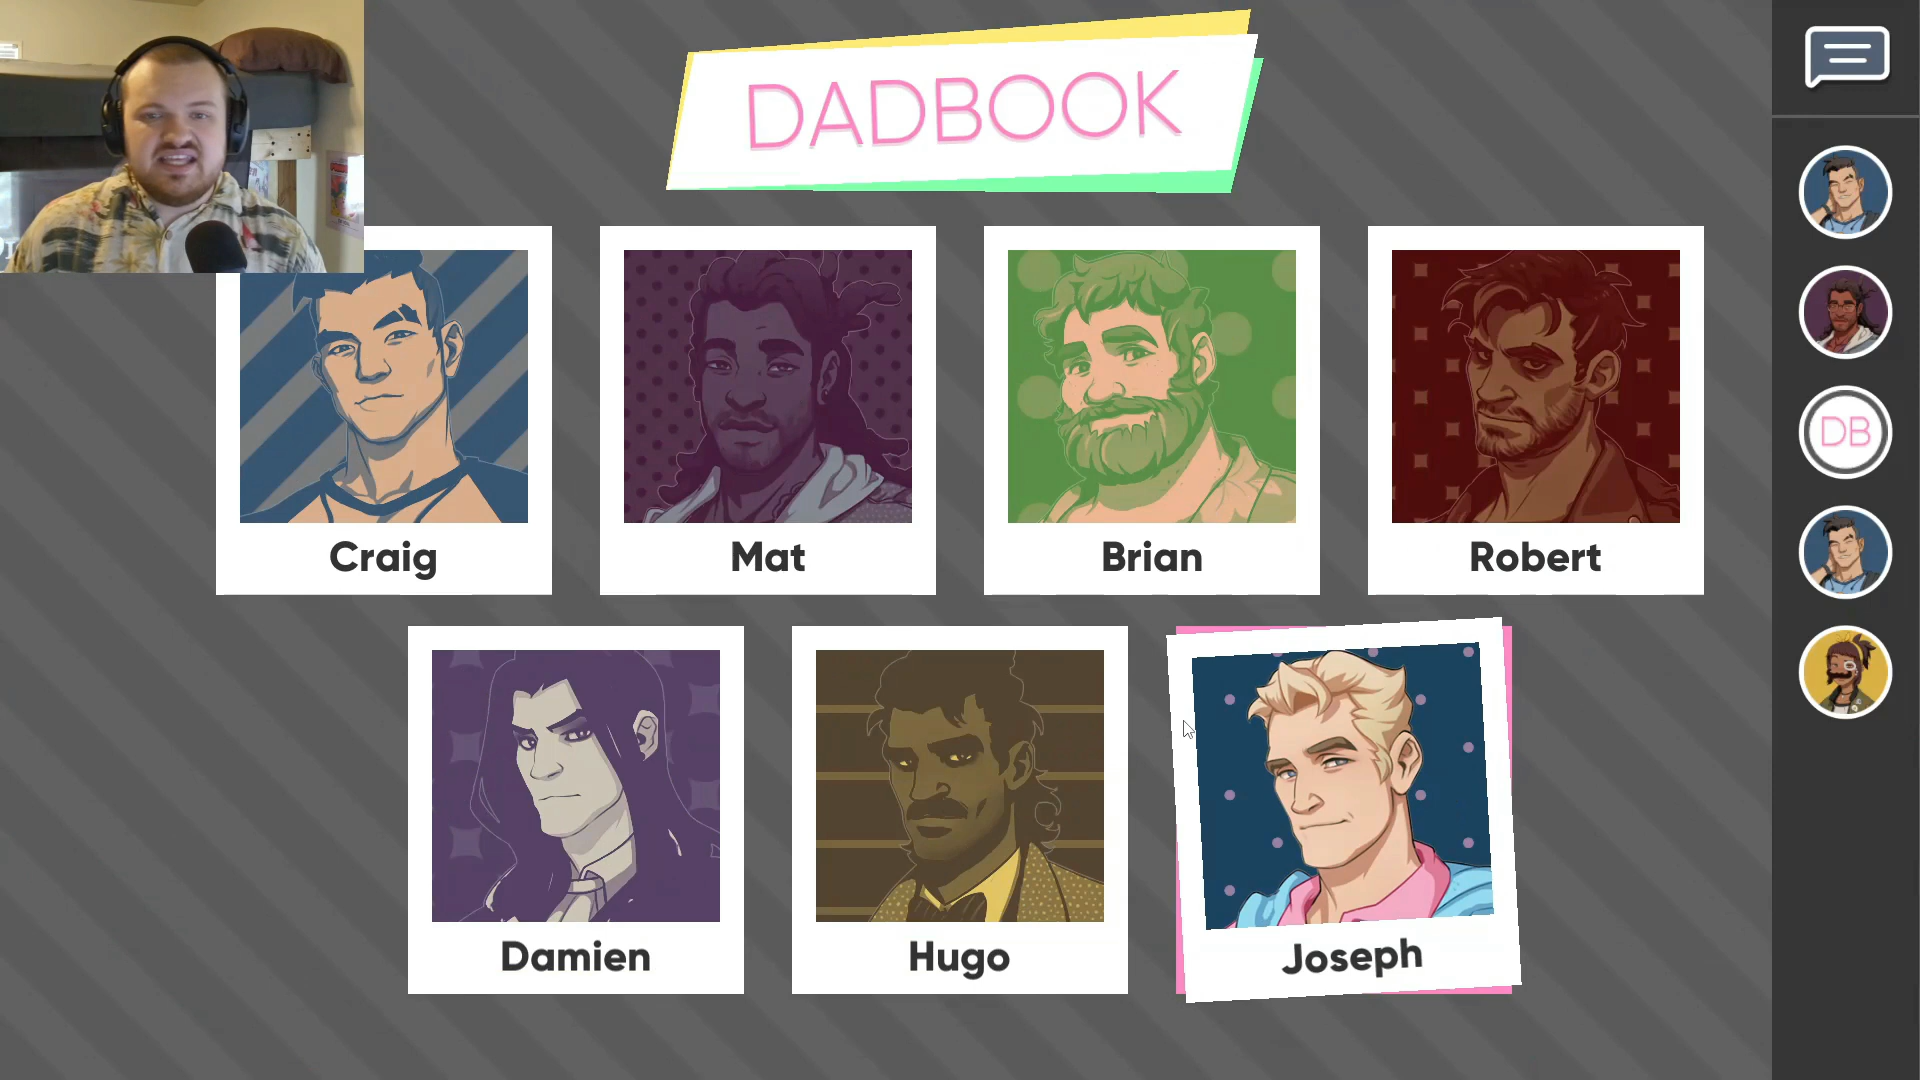 DADBOOK
Craig
Mat
Brian
Robert
DB
Damien
Hugo
Joseph